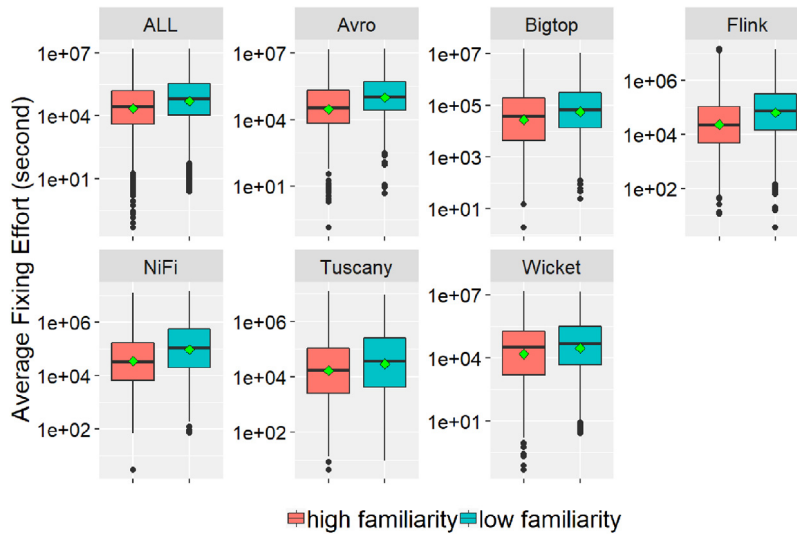 ALL
Avro
Bigtop
Flink
1e+07
1e+04
1e+01
1e+07
1e+04
1e+01
1e+07
1e+05
1e+03
1e+01
1e+06
1e+04
1e+02
Average Fixing Effort (second)
NiFi
Tuscany
Wicket
1e+06
1e+04
1e+02
1e+06
1e+04
1e+02
1e+07
1e+04
1e+01
high familiarity low familiarity